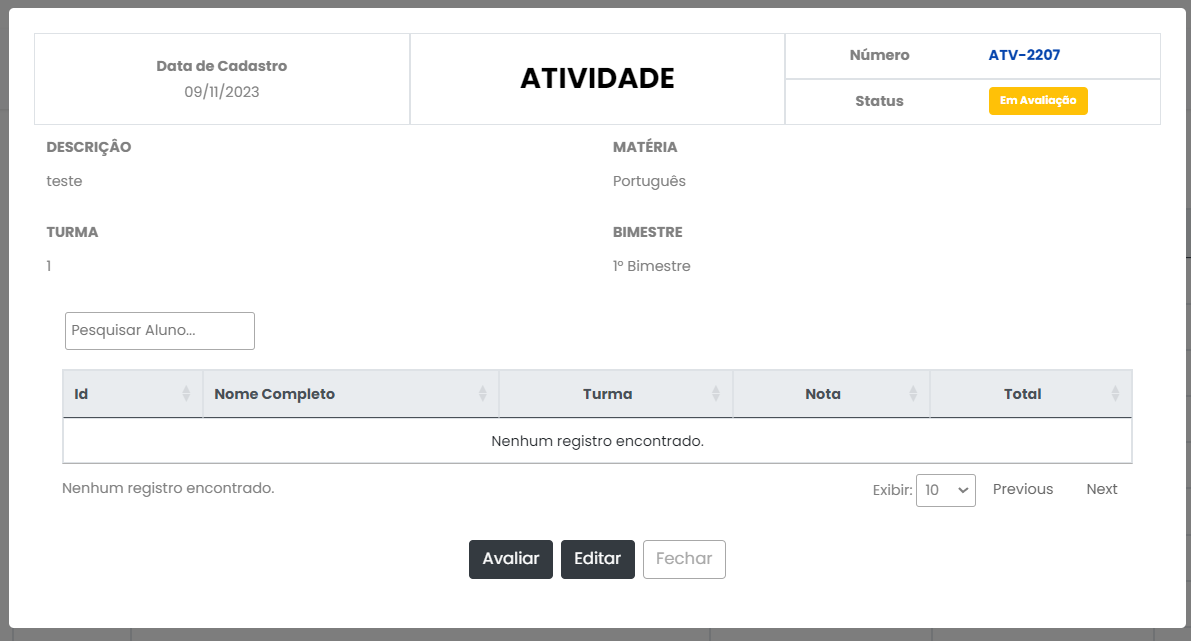 Data de Cadastro
09/11/2023
ATIVIDADE
Número ATV-2207
Status Em Avaliação
DESCRIÇÂO MATÉRIA
teste Português
TURMA BIMESTRE
1 1º Bimestre
Pesquisar Aluno...
Id Nome Completo Turma Nota Total
Nenhum registro encontrado.
Nenhum registro encontrado. Exibir: 10 Previous Next
Avaliar Editar Fechar